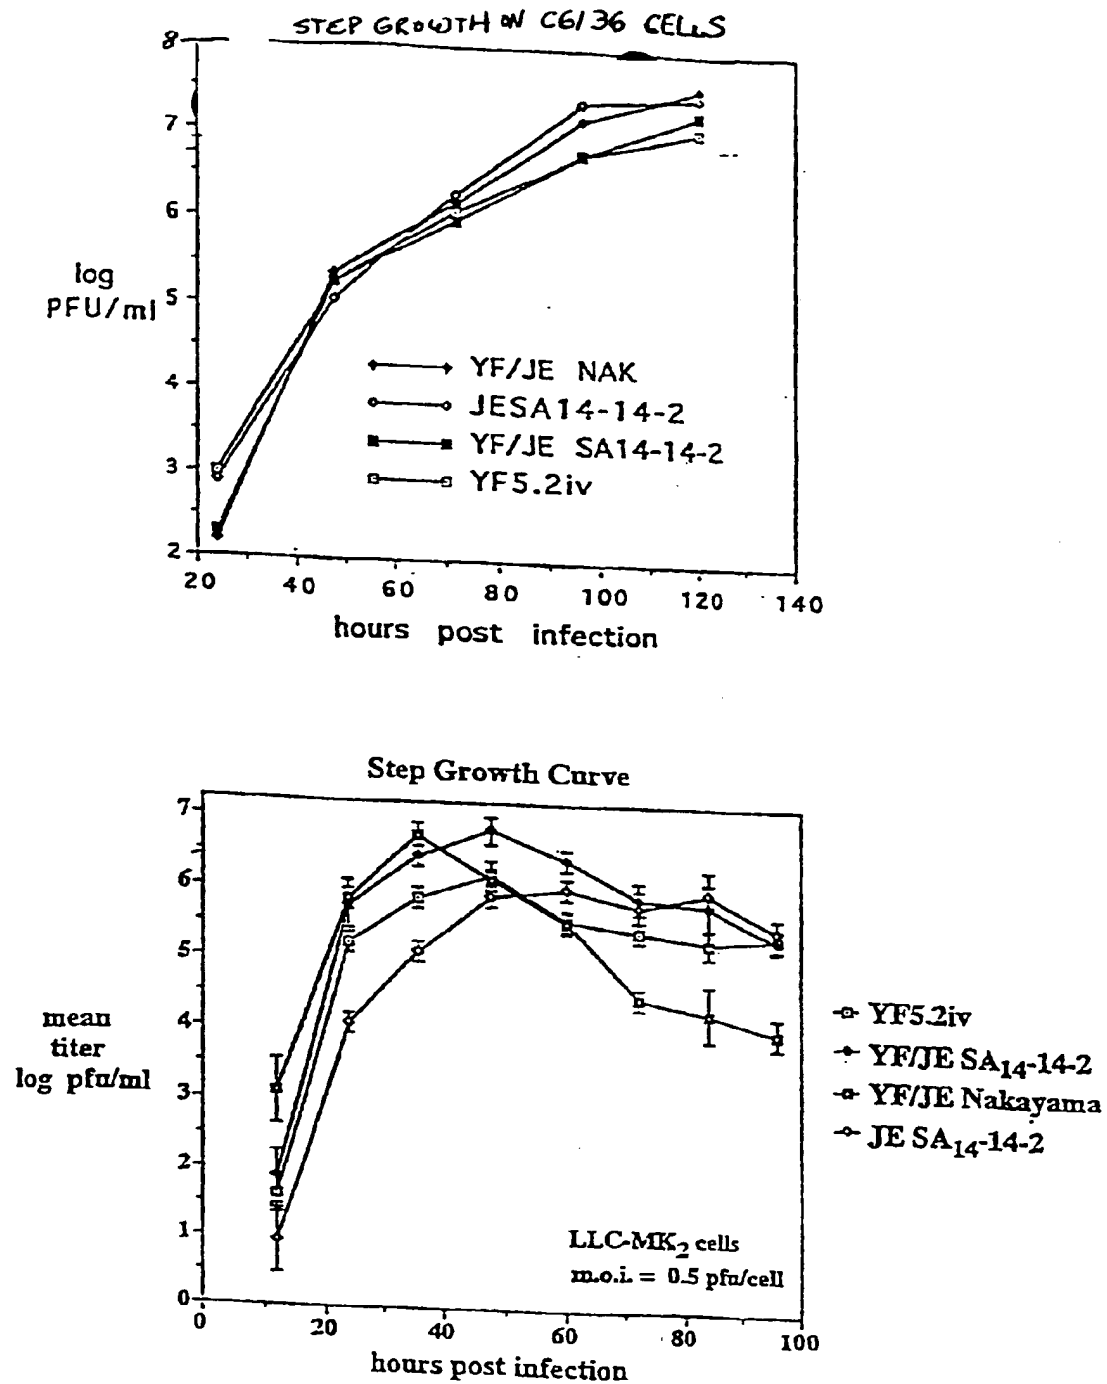 STEP GROWTH ON C6/36 CELLS
8
7
6
5
4
3
2
log
PFU/ml
YF/JE NAK
JESA14-14-2
YF/JE SA14-14-2
YF5.2iv
20 40 60 80 100 120 140
hours post infection
Step Growth Curve
7
6
5
4
3
2
1
0
mean
titer
log pfu/ml
YF5.2iv
YF/JE SA14-14-2
YF/JE Nakayama
JE SA14-14-2
LLC-MK2 cells
m.o.i. = 0.5 pfu/cell
0 20 40 60 80 100
hours post infection